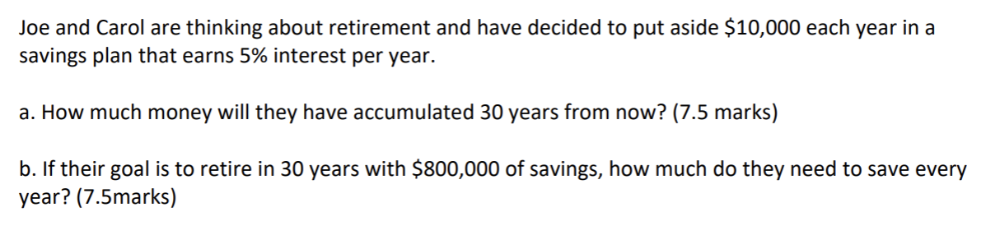 Joe and Carol are thinking about retirement and have decided to put aside $10,000 each year in a
savings plan that earns 5% interest per year.
a. How much money will they have accumulated 30 years from now? (7.5 marks)
b. If their goal is to retire in 30 years with $800,000 of savings, how much do they need to save every
year? (7.5marks)